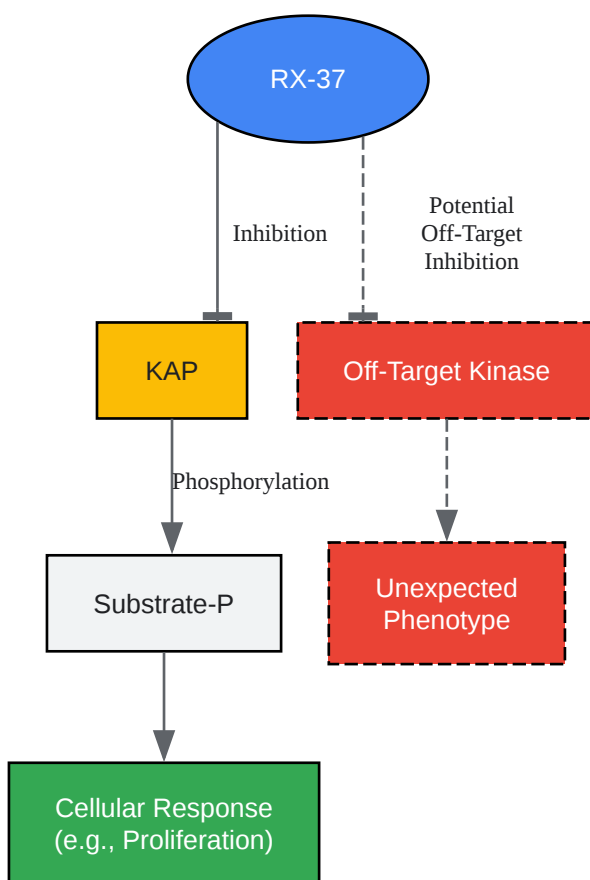 RX-37
Inhibition
Potential
Off-Target
Inhibition
KAP
Off-Target Kinase
Phosphorylation
Substrate-P
Unexpected
Phenotype
Cellular Response
(e.g., Proliferation)